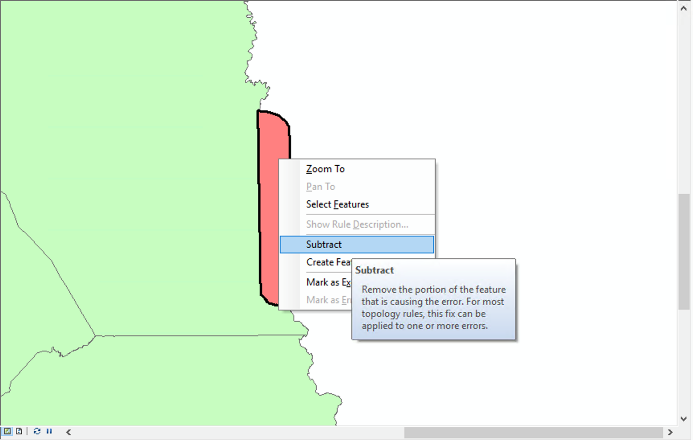 Zoom To
Pan To
Select Features
Show Rule Description...
Subtract
Create Fea
Mark as Ex
Mark as Er
Subtract
Remove the portion of the feature
that is causing the error. For most
topology rules, this fix can be
applied to one or more errors.